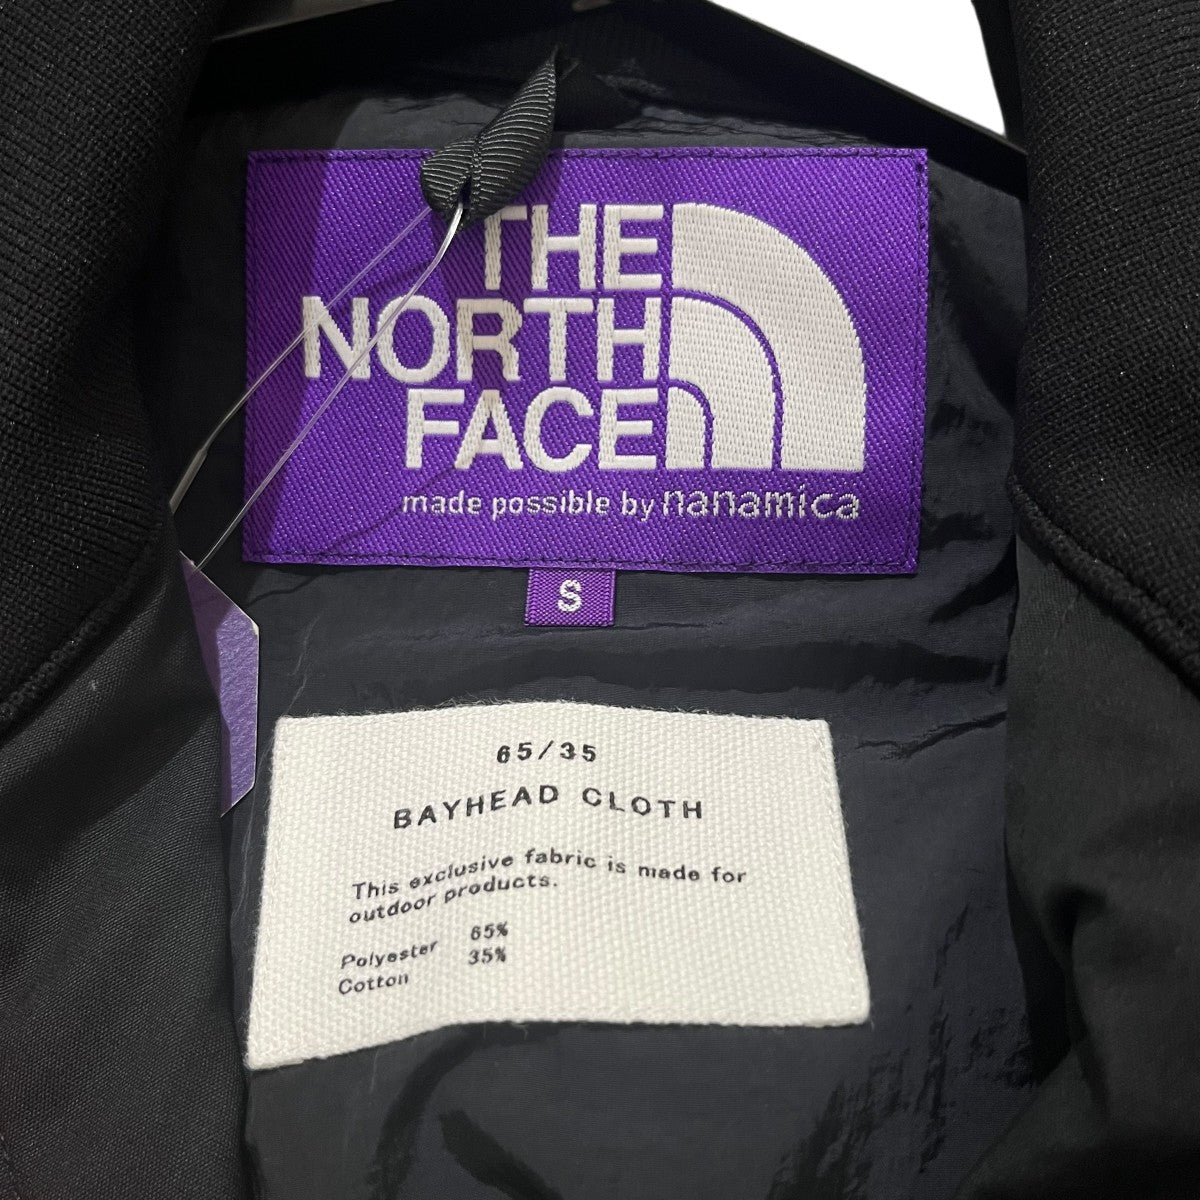 THE
NORTH
FACE
made possible by nanamica
S
65/35
BAYHEAD CLOTH
This exclusive fabric is made for
outdoor products.
Polyester 65%
Cotton 35%